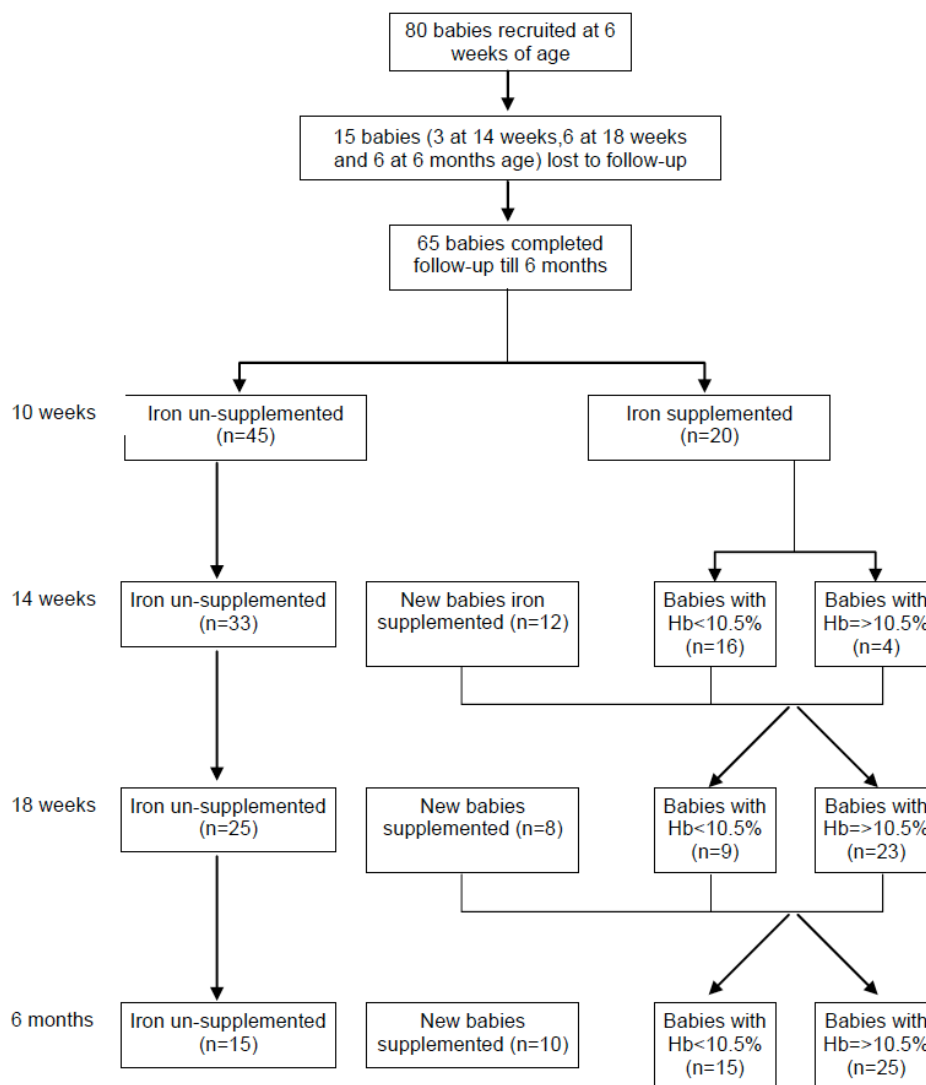 80 babies recruited at 6
weeks of age
15 babies (3 at 14 weeks,6 at 18 weeks
and 6 at 6 months age) lost to follow-up
65 babies completed
follow-up till 6 months
10 weeks
Iron un-supplemented
(n=45)
Iron supplemented
(n=20)
14 weeks
Iron un-supplemented
(n=33)
New babies iron
supplemented (n=12)
Babies with
Hb<10.5%
(n=16)
Babies with
Hb=>10.5%
(n=4)
18 weeks
Iron un-supplemented
(n=25)
New babies
supplemented (n=8)
Babies with
Hb<10.5%
(n=9)
Babies with
Hb=>10.5%
(n=23)
6 months
Iron un-supplemented
(n=15)
New babies
supplemented (n=10)
Babies with
Hb<10.5%
(n=15)
Babies with
Hb=>10.5%
(n=25)